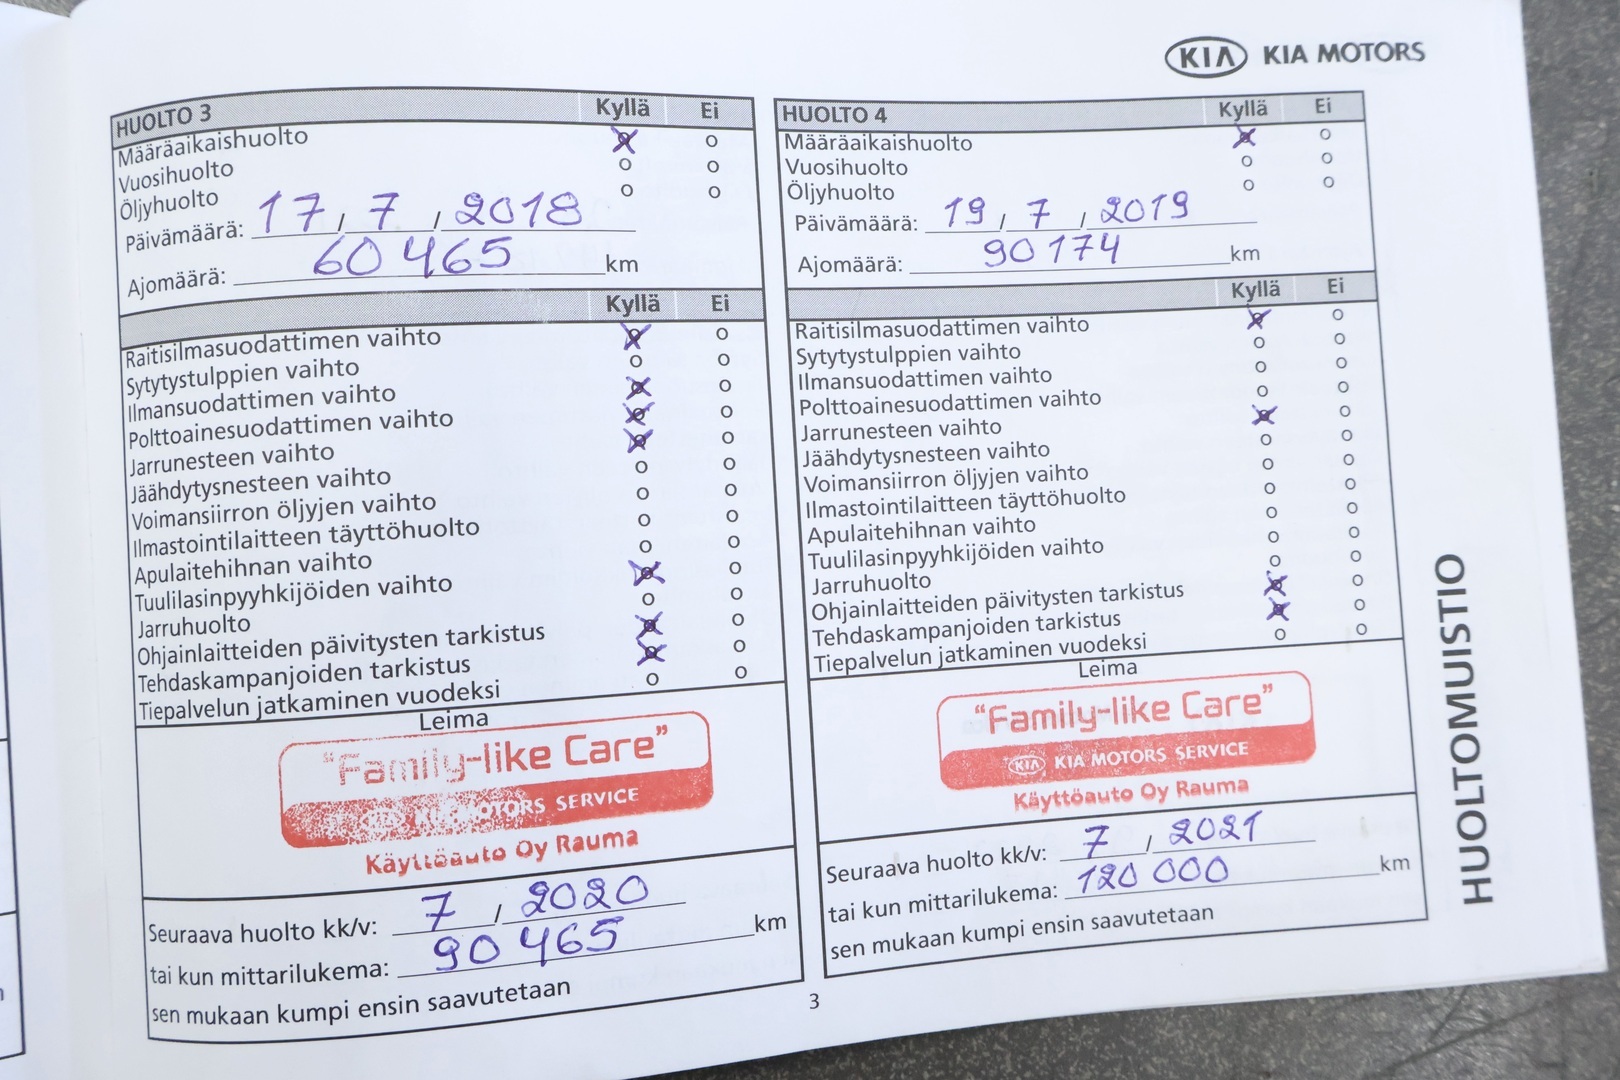 KIA KIA MOTORS
HUOLTO 3 Kyllä Ei
Määräaikaishuolto
Vuosihuolto
Öljyhuolto
Päivämäärä: 17 / 7 / 2018
Ajomäärä: 60 465 km
Kyllä Ei
Raitisilmasuodattimen vaihto
Sytytystulppien vaihto
Ilmansuodattimen vaihto
Polttoainesuodattimen vaihto
Jarrunesteen vaihto
Jäähdytysnesteen vaihto
Voimansiirron öljyjen vaihto
Ilmastointilaitteen täyttöhuolto
Apulaitehihnan vaihto
Tuulilasinpyyhkijöiden vaihto
Jarruhuolto
Ohjainlaitteiden päivitysten tarkistus
Tehdaskampanjoiden tarkistus
Tiepalvelun jatkaminen vuodeksi
Leima
"Family-like Care"
KIA KIA MOTORS SERVICE
Käyttöauto Oy Rauma
Seuraava huolto kk/v: 7 / 2020
tai kun mittarilukema: 90 465 km
sen mukaan kumpi ensin saavutetaan
HUOLTO 4 Kyllä Ei
Määräaikaishuolto
Vuosihuolto
Öljyhuolto
Päivämäärä: 19 / 7 / 2019
Ajomäärä: 90 174 km
Kyllä Ei
Raitisilmasuodattimen vaihto
Sytytystulppien vaihto
Ilmansuodattimen vaihto
Polttoainesuodattimen vaihto
Jarrunesteen vaihto
Jäähdytysnesteen vaihto
Voimansiirron öljyjen vaihto
Ilmastointilaitteen täyttöhuolto
Apulaitehihnan vaihto
Tuulilasinpyyhkijöiden vaihto
Jarruhuolto
Ohjainlaitteiden päivitysten tarkistus
Tehdaskampanjoiden tarkistus
Tiepalvelun jatkaminen vuodeksi
Leima
"Family-like Care"
KIA KIA MOTORS SERVICE
Käyttöauto Oy Rauma
Seuraava huolto kk/v: 7 / 2021
tai kun mittarilukema: 120 000 km
sen mukaan kumpi ensin saavutetaan
HUOLTOMUISTIO
3